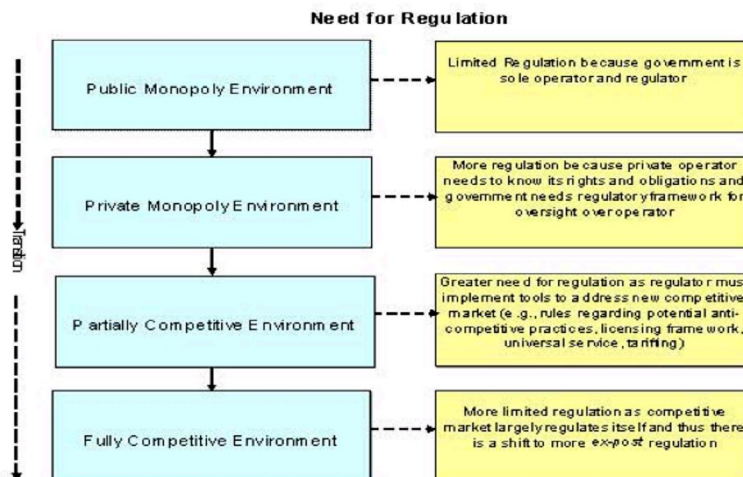 Need for Regulation
Public Monopoly Environment
Limited Regulation because government is
sole operator and regulator
Private Monopoly Environment
More regulation because private operator
needs to know its rights and obligations and
government needs regulatory framework for
oversight over operator
Transition
Partially Competitive Environment
Greater need for regulation as regulator mus
implement tools to address new competitive
market (e.g., rules regarding potential anti-
competitive practices, licensing framework,
universal service, tariffing)
Fully Competitive Environment
More limited regulation as competitive
market largely regulates itself and thus there
is a shift to more ex-post regulation